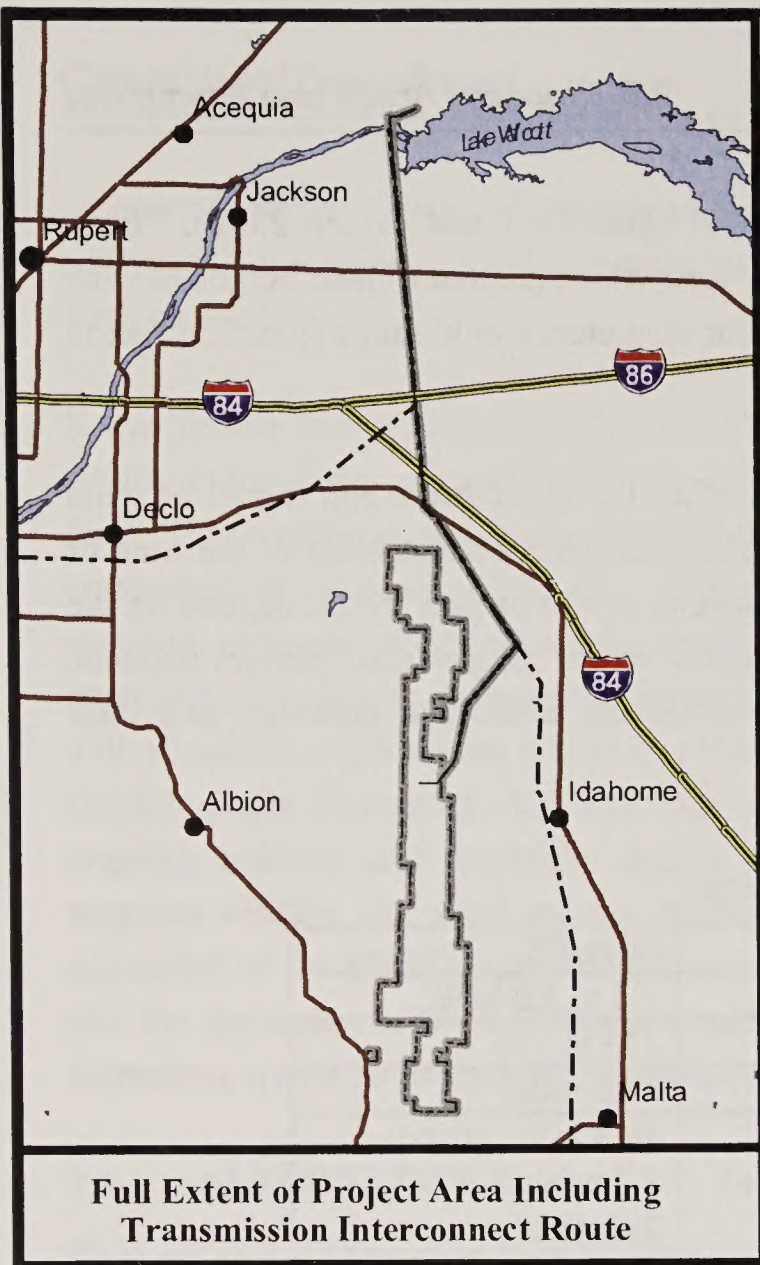 Acequia
Lake Walcott
Jackson
Rupert
86
84
Declo
84
Idahome
Albion
Malta
Full Extent of Project Area Including
Transmission Interconnect Route